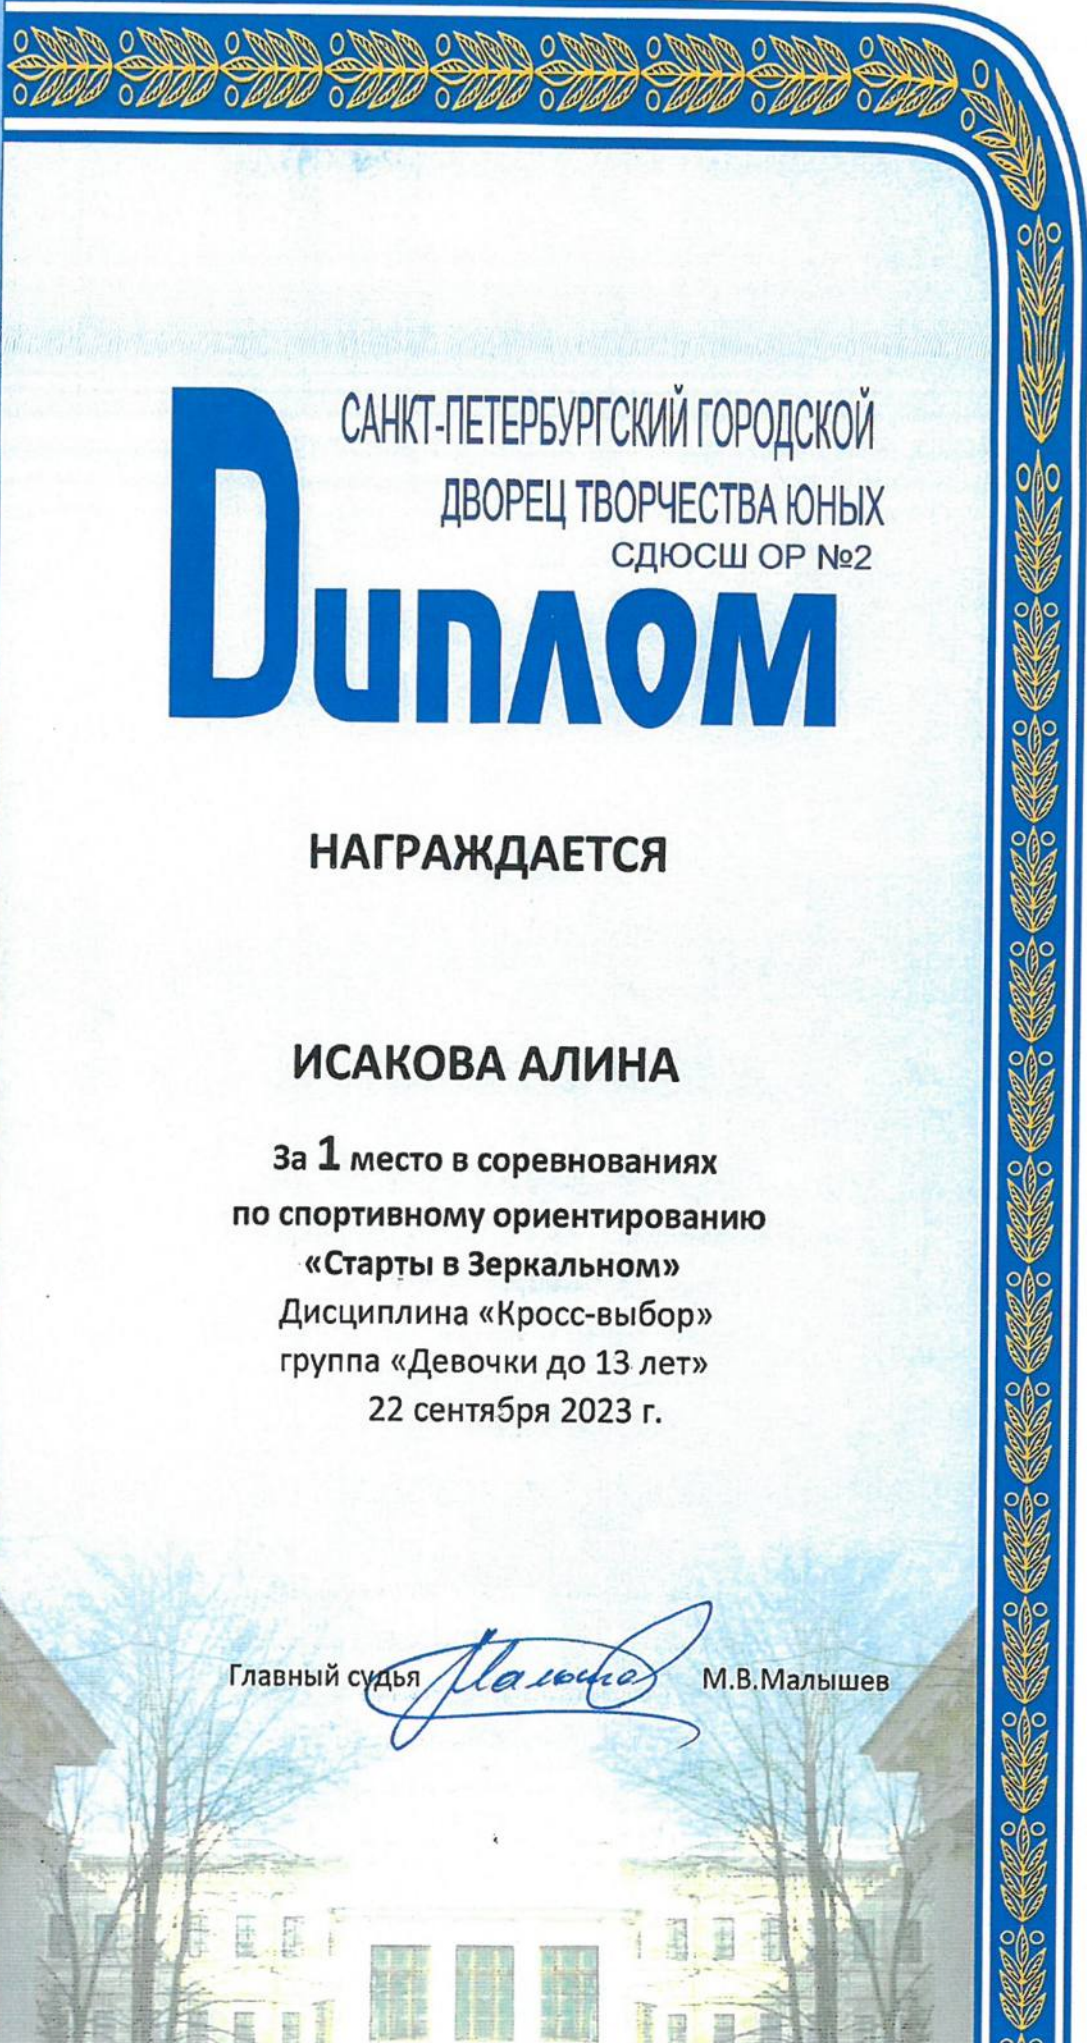 САНКТ-ПЕТЕРБУРГСКИЙ ГОРОДСКОЙ
ДВОРЕЦ ТВОРЧЕСТВА ЮНЫХ
СДЮСШ ОР №2
Диплом
НАГРАЖДАЕТСЯ
ИСАКОВА АЛИНА
За 1 место в соревнованиях
по спортивному ориентированию
«Старты в Зеркальном»
Дисциплина «Кросс-выбор»
группа «Девочки до 13 лет»
22 сентября 2023 г.
Главный судья М.В.Малышев